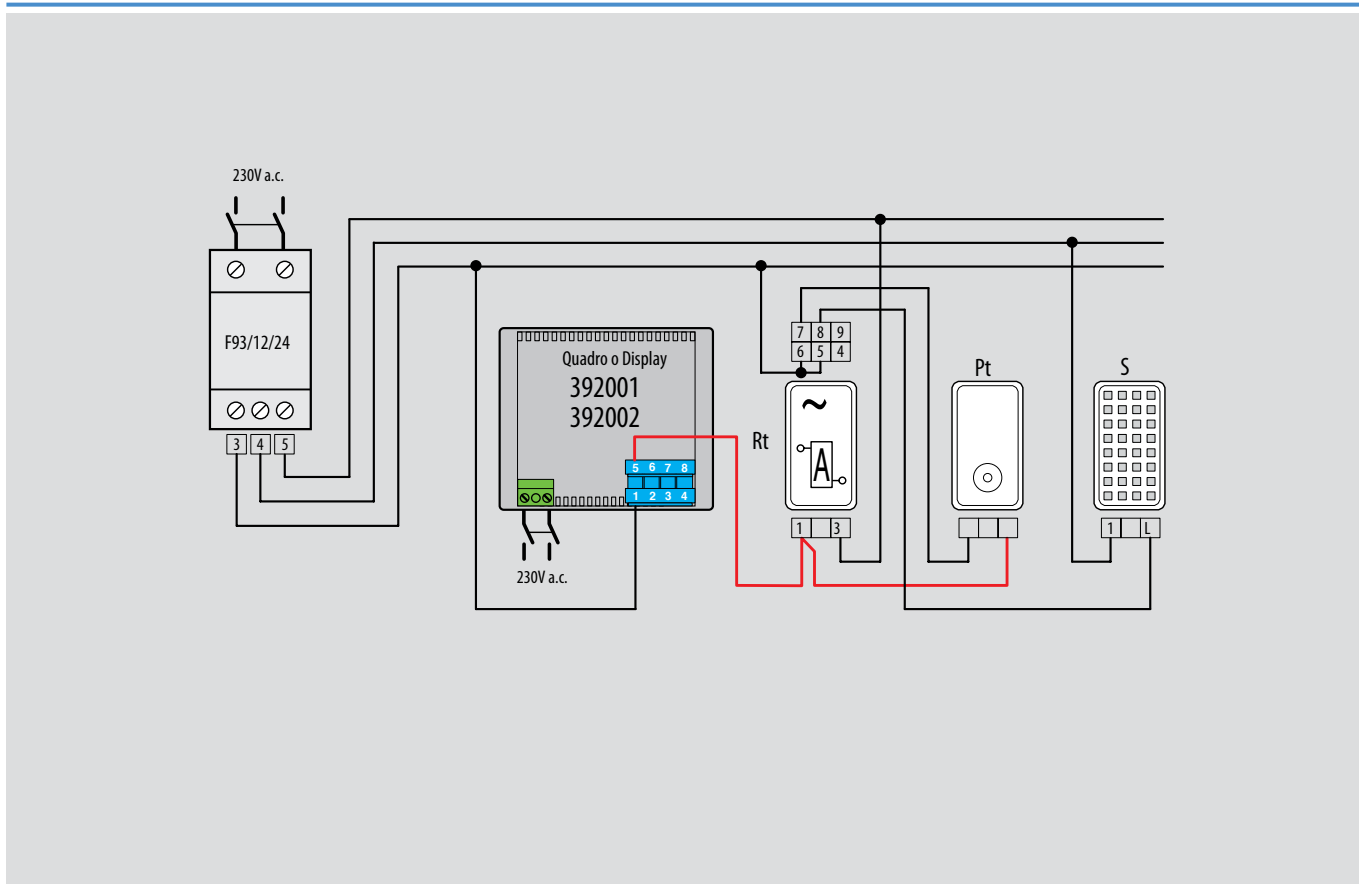 230V a.c.
F93/12/24
3 4 5
Quadro o Display
392001
392002
5 6 7 8
1 2 3 4
230V a.c.
7 8 9
6 5 4
Rt
~
A
1 3
Pt
S
1 L